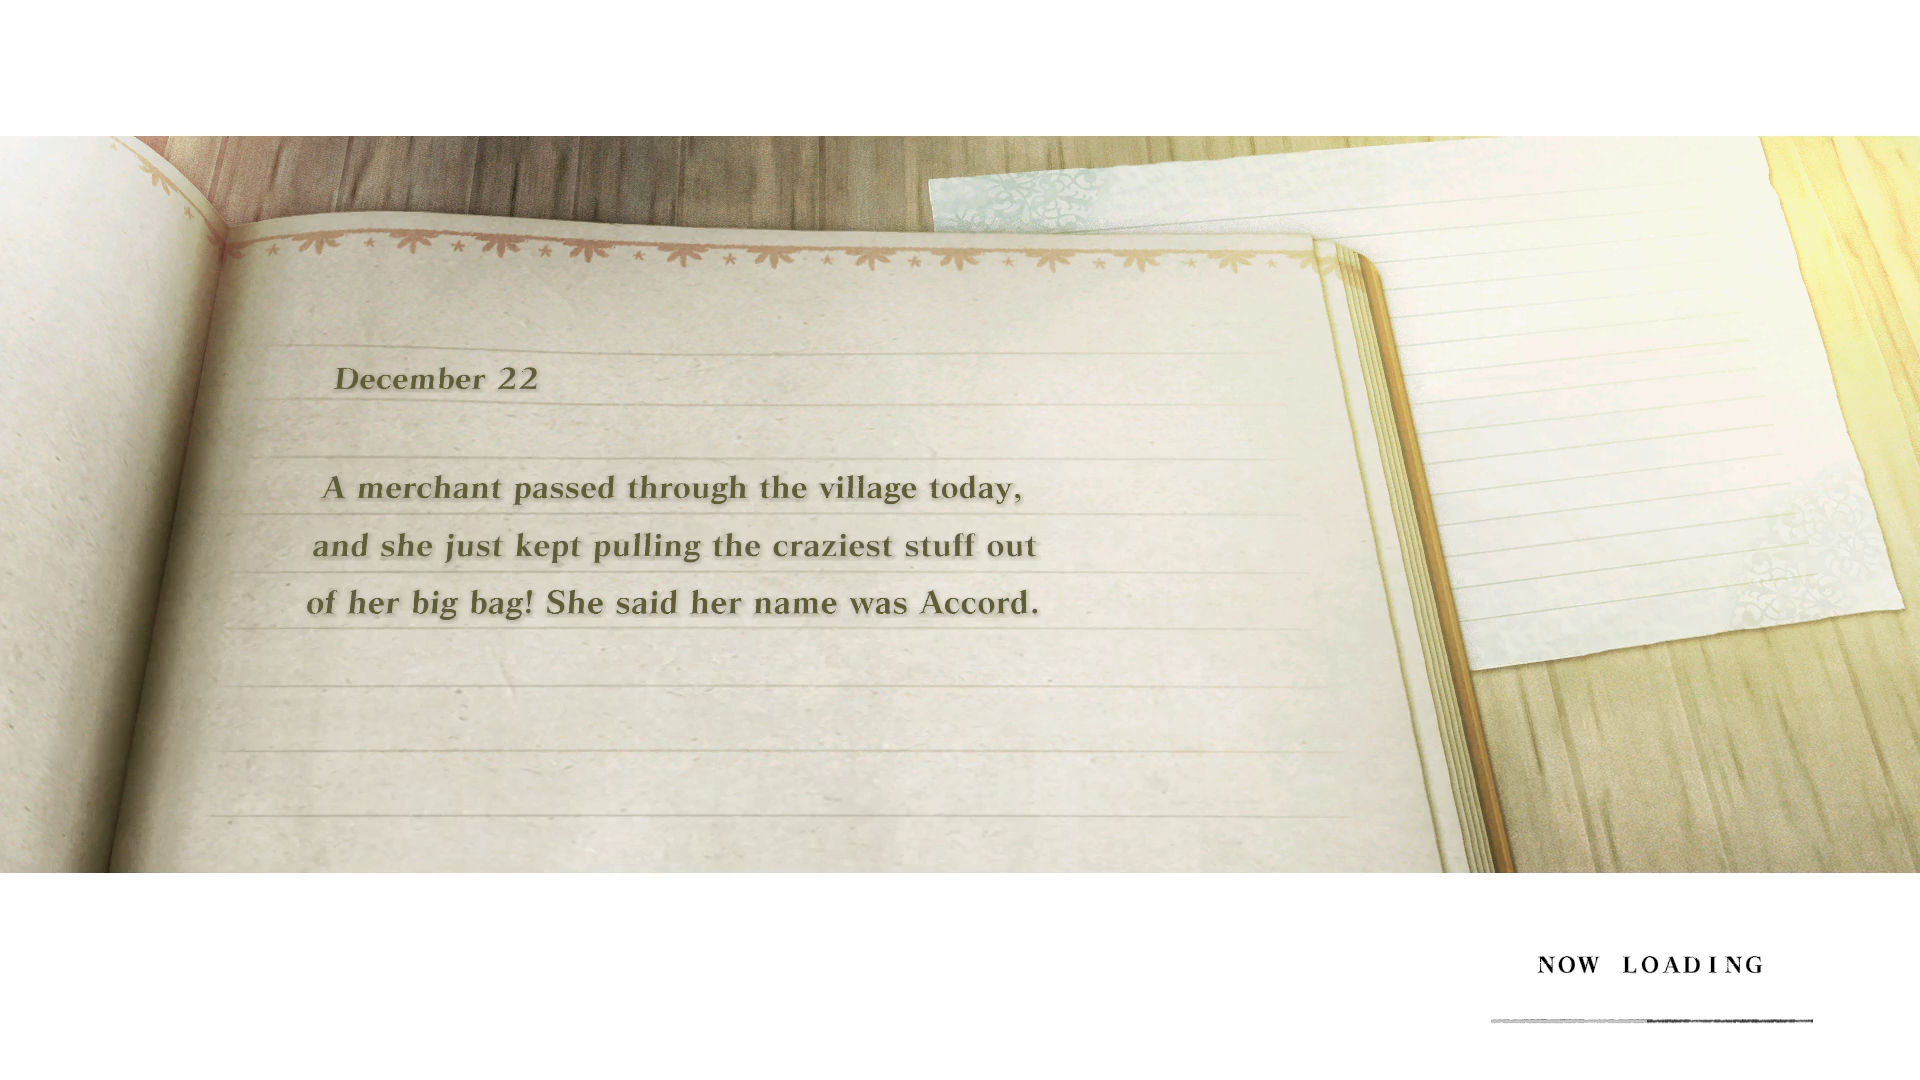 December 22
A merchant passed through the village today,
and she just kept pulling the craziest stuff out
of her big bag! She said her name was Accord.
NOW LOADING